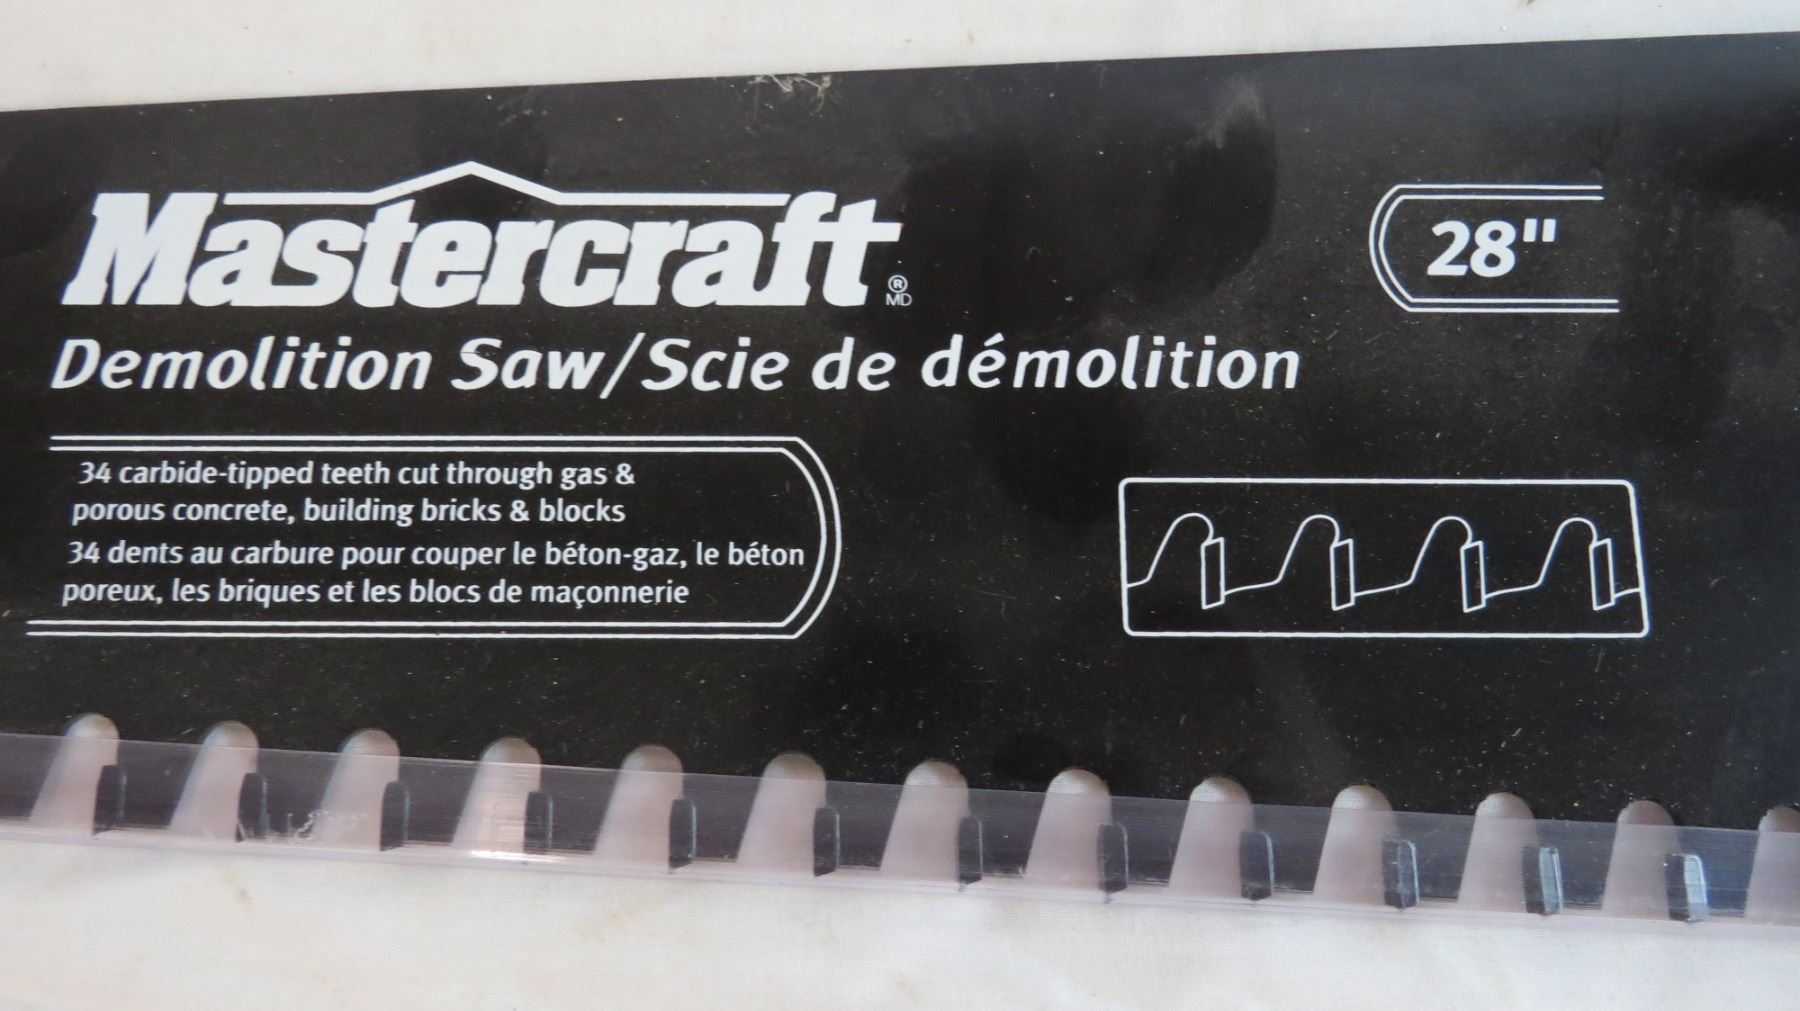 Mastercraft ® MD
28"
Demolition Saw/Scie de démolition
34 carbide-tipped teeth cut through gas &
porous concrete, building bricks & blocks
34 dents au carbure pour couper le béton-gaz, le béton
poreux, les briques et les blocs de maçonnerie